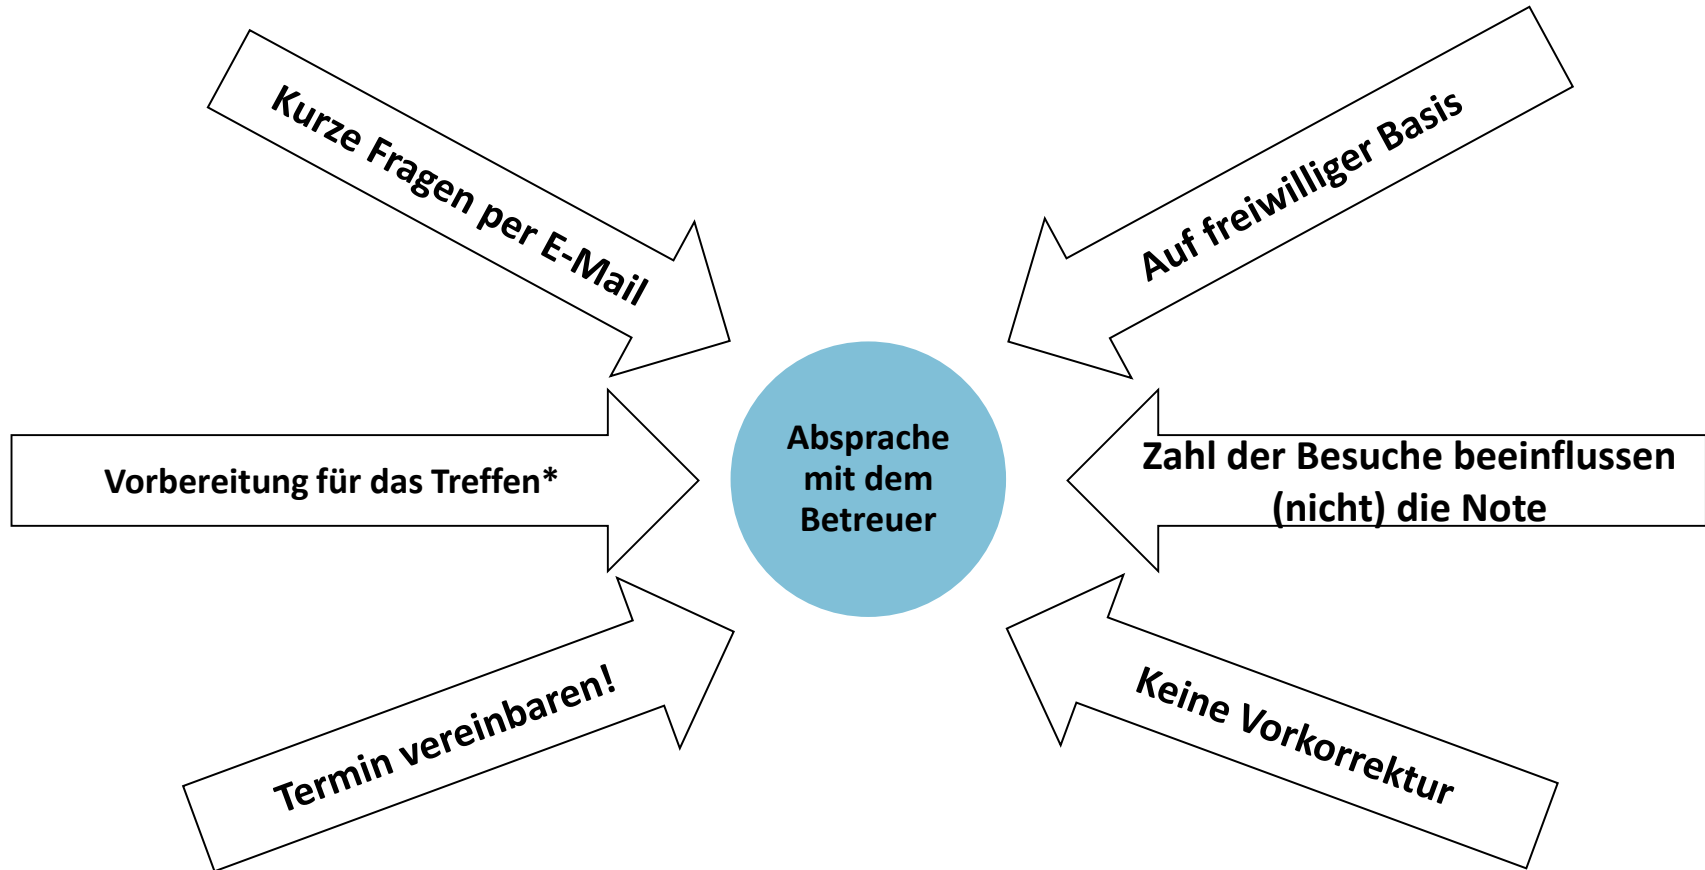 Kurze Fragen per E-Mail
Auf freiwilliger Basis
Vorbereitung für das Treffen*
Absprache
mit dem
Betreuer
Zahl der Besuche beeinflussen
(nicht) die Note
Termin vereinbaren!
Keine Vorkorrektur